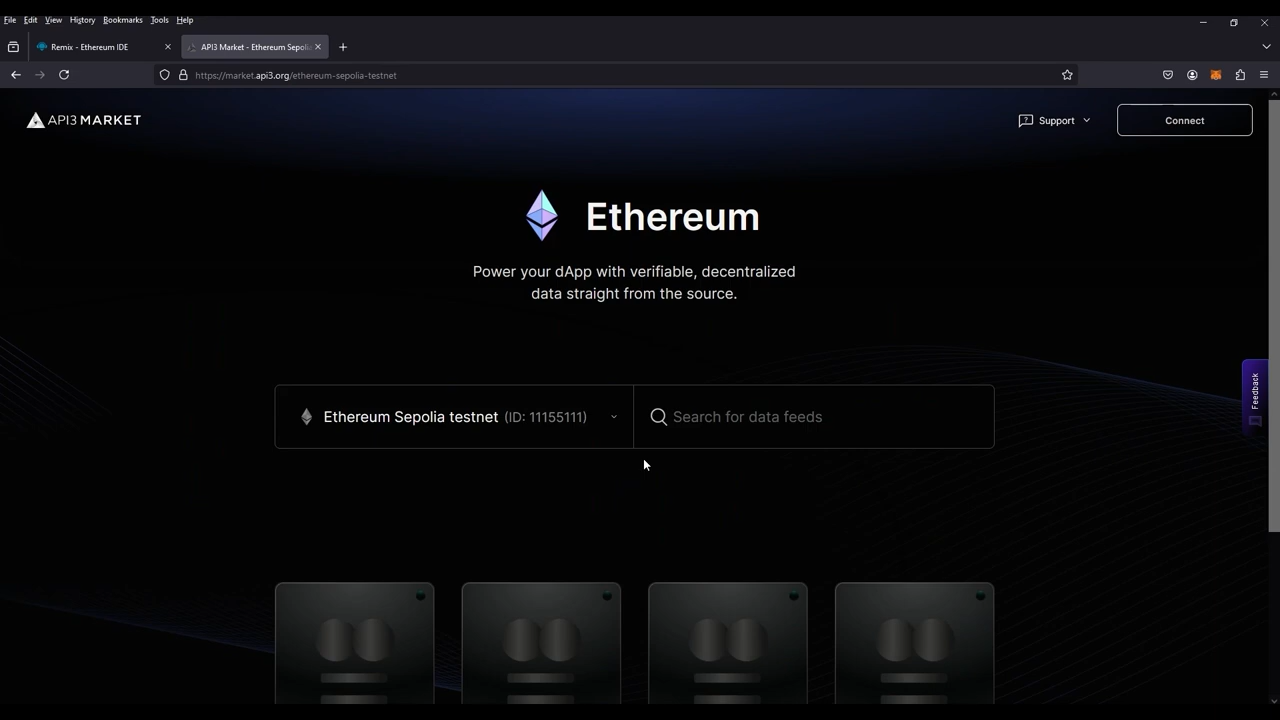 File Edit View History Bookmarks Tools Help
Remix - Ethereum IDE
API3 Market - Ethereum Sepolia
https://market.api3.org/ethereum-sepolia-testnet
API3 MARKET
Support
Connect
Ethereum
Power your dApp with verifiable, decentralized
data straight from the source.
Feedback
Ethereum Sepolia testnet (ID: 11155111)
Search for data feeds